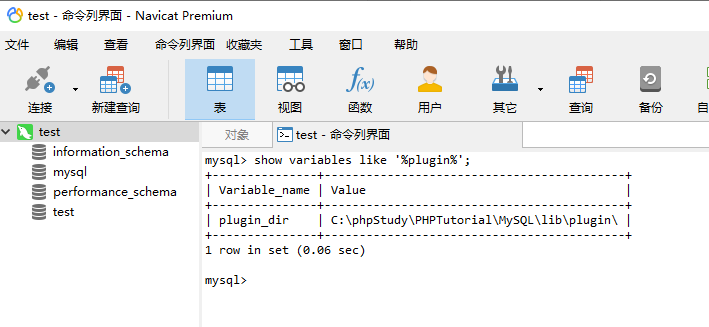 test - 命令列界面 - Navicat Premium
文件 编辑 查看 命令列界面 收藏夹 工具 窗口 帮助
连接 新建查询 表 视图 函数 用户 其它 查询 备份 自
test 对象 test - 命令列界面
information_schema
mysql
performance_schema
test
mysql> show variables like '%plugin%';
+---------------+---------------------------------------------+
| Variable_name | Value                                       |
+---------------+---------------------------------------------+
| plugin_dir    | C:\phpStudy\PHPTutorial\MySQL\lib\plugin\ |
+---------------+---------------------------------------------+
1 row in set (0.06 sec)
mysql>